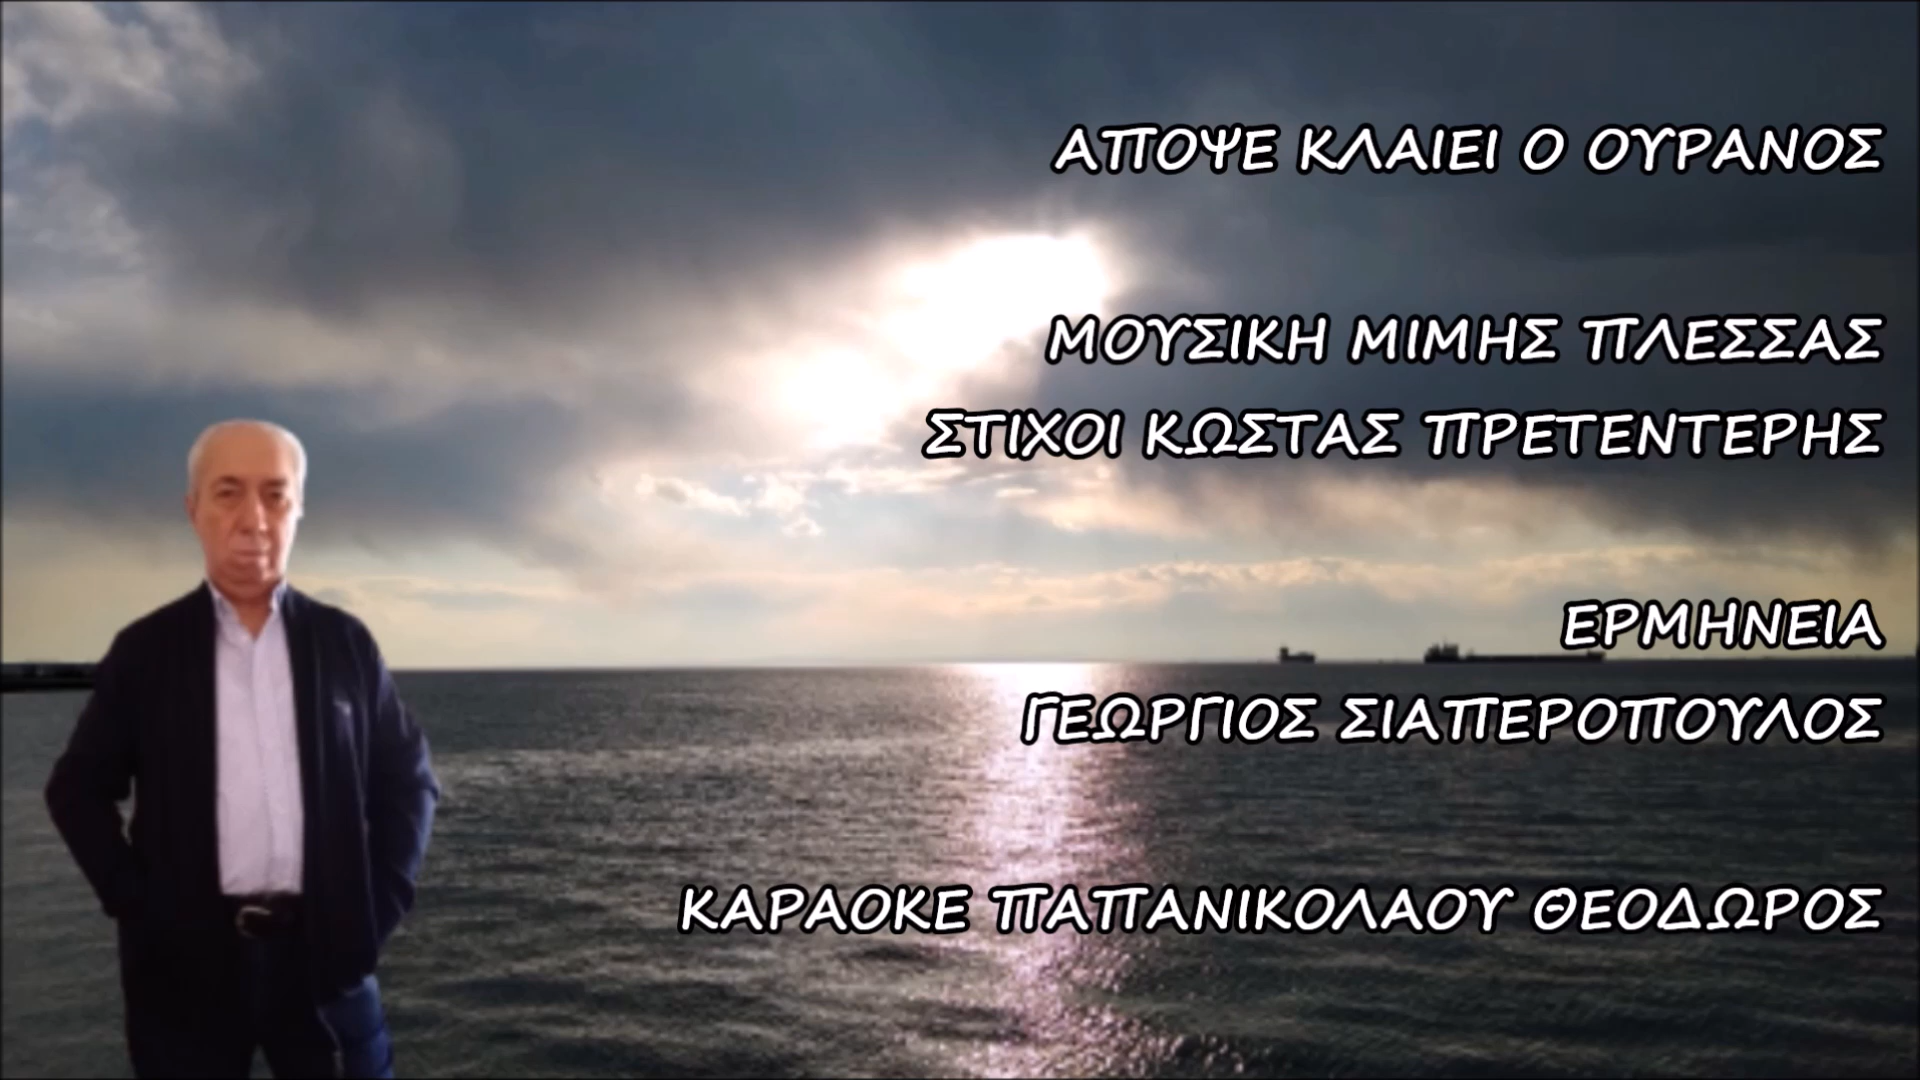 ΑΠΟΨΕ ΚΛΑΙΕΙ Ο ΟΥΡΑΝΟΣ
ΜΟΥΣΙΚΗ ΜΙΜΗΣ ΠΛΕΣΣΑΣ
ΣΤΙΧΟΙ ΚΩΣΤΑΣ ΠΡΕΤΕΝΤΕΡΗΣ
ΕΡΜΗΝΕΙΑ
ΓΕΩΡΓΙΟΣ ΣΙΑΠΕΡΟΠΟΥΛΟΣ
ΚΑΡΑΟΚΕ ΠΑΠΑΝΙΚΟΛΑΟΥ ΘΕΟΔΩΡΟΣ